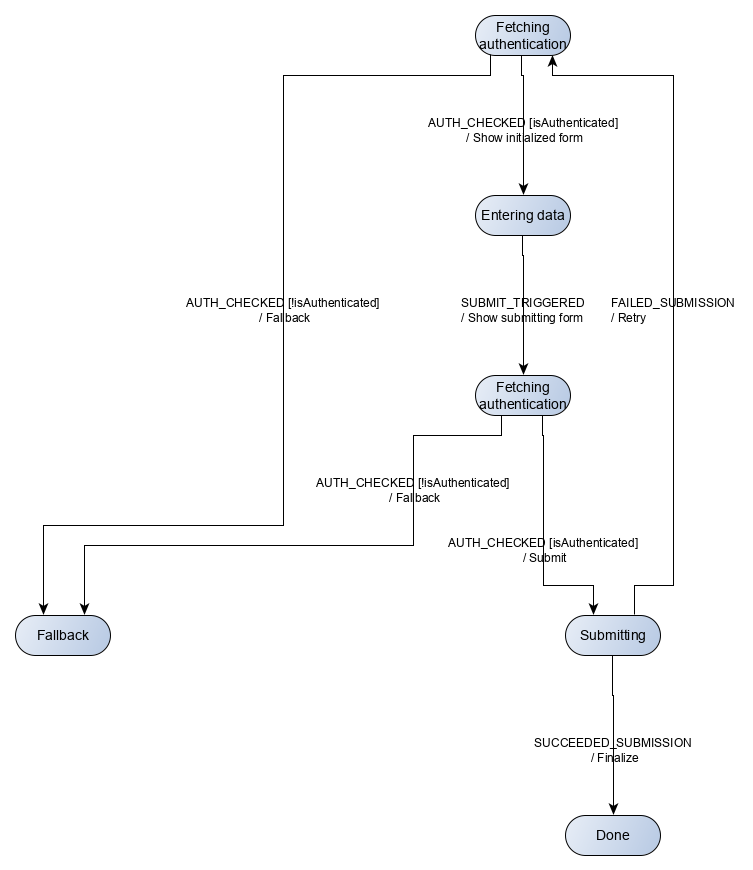 Fetching
authentication
AUTH_CHECKED [isAuthenticated]
/ Show initialized form
Entering data
AUTH_CHECKED [!isAuthenticated]
/ Fallback
SUBMIT_TRIGGERED
/ Show submitting form
FAILED_SUBMISSION
/ Retry
Fetching
authentication
AUTH_CHECKED [!isAuthenticated]
/ Fallback
AUTH_CHECKED [isAuthenticated]
/ Submit
Fallback
Submitting
SUCCEEDED_SUBMISSION
/ Finalize
Done